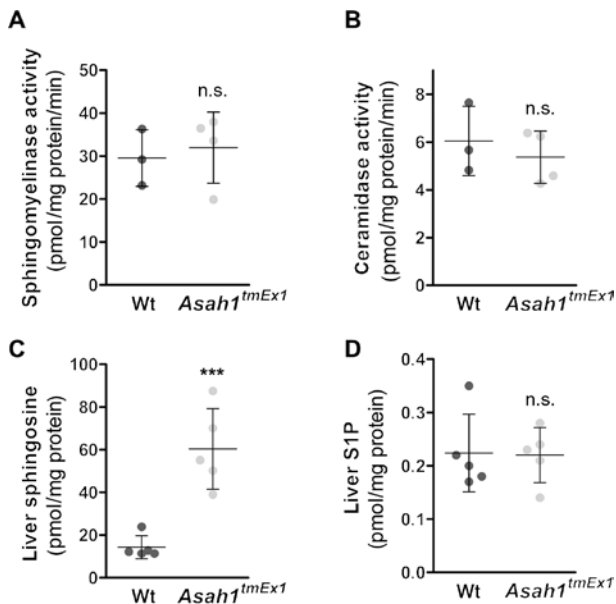 A
Sphingomyelinase activity
(pmol/mg protein/min)
50
40
30
20
10
0
n.s.
Wt
Asah1tmEx1
B
Ceramidase activity
(pmol/mg protein/min)
8
6
4
2
0
n.s.
Wt
Asah1tmEx1
C
Liver sphingosine
(pmol/mg protein)
100
80
60
40
20
0
***
Wt
Asah1tmEx1
D
Liver S1P
(pmol/mg protein)
0.4
0.3
0.2
0.1
0.0
n.s.
Wt
Asah1tmEx1